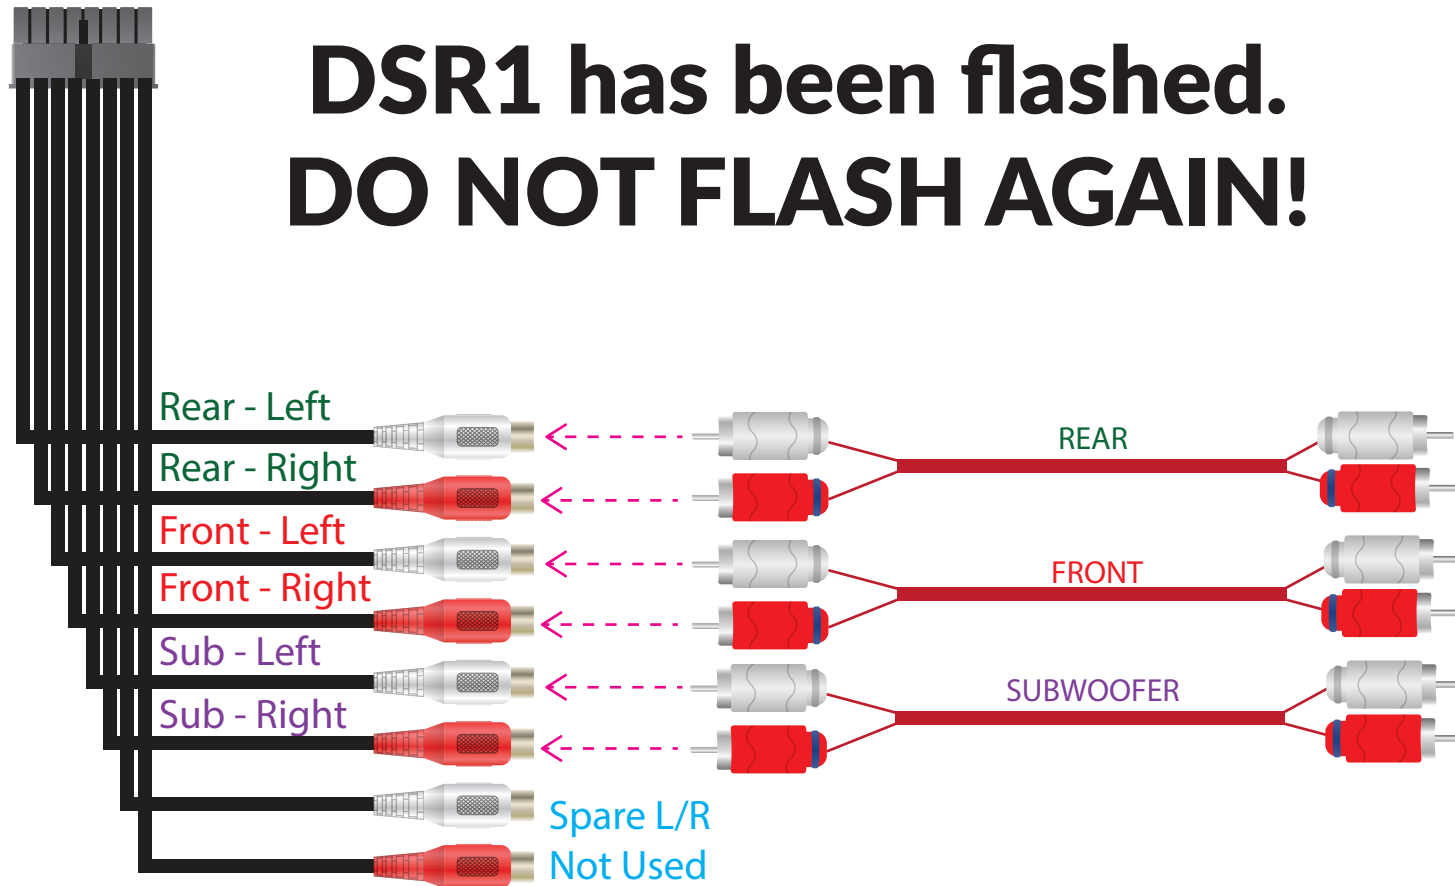 DSR1 has been flashed.
DO NOT FLASH AGAIN!
Rear - Left
REAR
Rear - Right
Front - Left
FRONT
Front - Right
Sub - Left
SUBWOOFER
Sub - Right
Spare L/R
Not Used